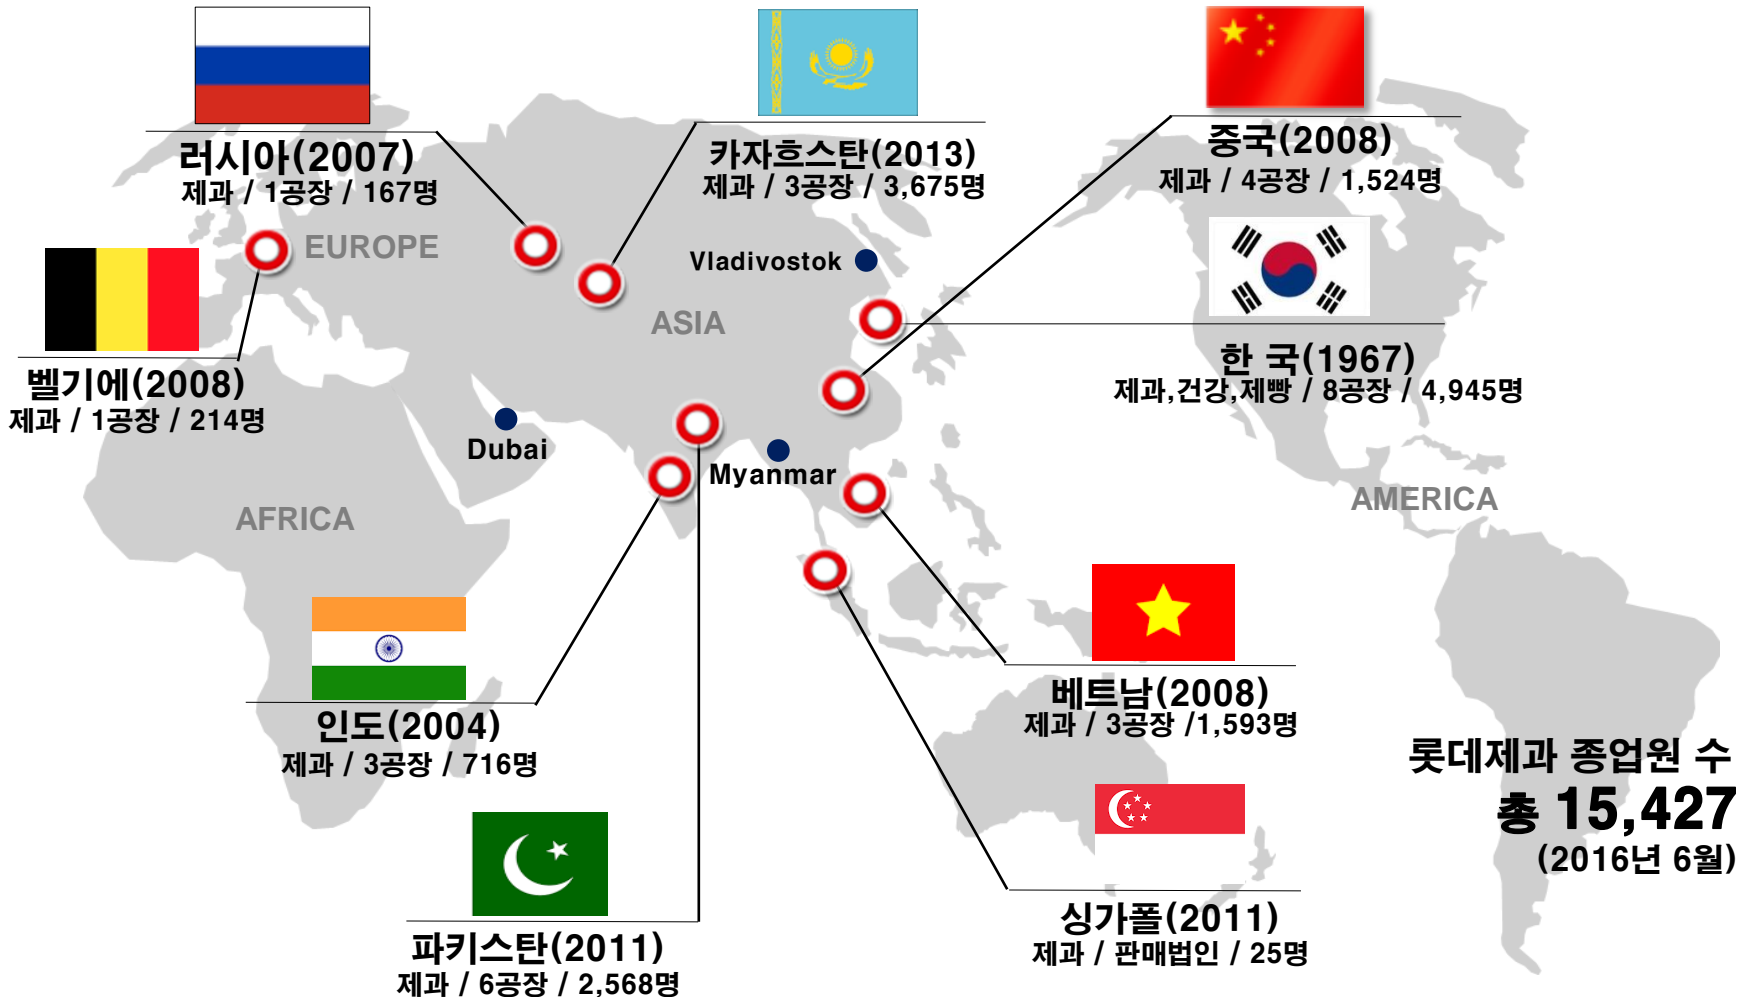 러시아(2007)
제과 / 1공장 / 167명
카자흐스탄(2013)
제과 / 3공장 / 3,675명
중국(2008)
제과 / 4공장 / 1,524명
EUROPE
Vladivostok
ASIA
한 국(1967)
제과,건강,제빵 / 8공장 / 4,945명
벨기에(2008)
제과 / 1공장 / 214명
Dubai
Myanmar
AFRICA
AMERICA
인도(2004)
제과 / 3공장 / 716명
베트남(2008)
제과 / 3공장 /1,593명
롯데제과 종업원 수
총 15,427
(2016년 6월)
파키스탄(2011)
제과 / 6공장 / 2,568명
싱가폴(2011)
제과 / 판매법인 / 25명